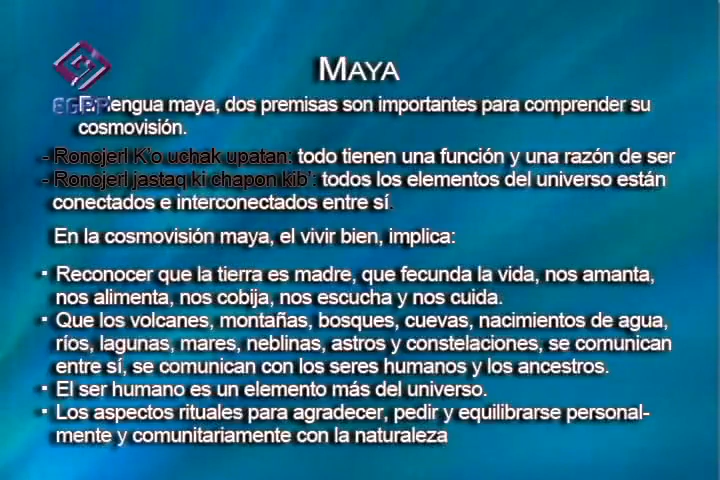 MAYA
EGPP
En lengua maya, dos premisas son importantes para comprender su
cosmovisión.
- Ronojerl K'o uchak upatan: todo tienen una función y una razón de ser
- Ronojerl jastaq ki chapon kib': todos los elementos del universo están
conectados e interconectados entre sí.
En la cosmovisión maya, el vivir bien, implica:
▪ Reconocer que la tierra es madre, que fecunda la vida, nos amanta,
nos alimenta, nos cobija, nos escucha y nos cuida.
▪ Que los volcanes, montañas, bosques, cuevas, nacimientos de agua,
ríos, lagunas, mares, neblinas, astros y constelaciones, se comunican
entre sí, se comunican con los seres humanos y los ancestros.
▪ El ser humano es un elemento más del universo.
▪ Los aspectos rituales para agradecer, pedir y equilibrarse personal-
mente y comunitariamente con la naturaleza